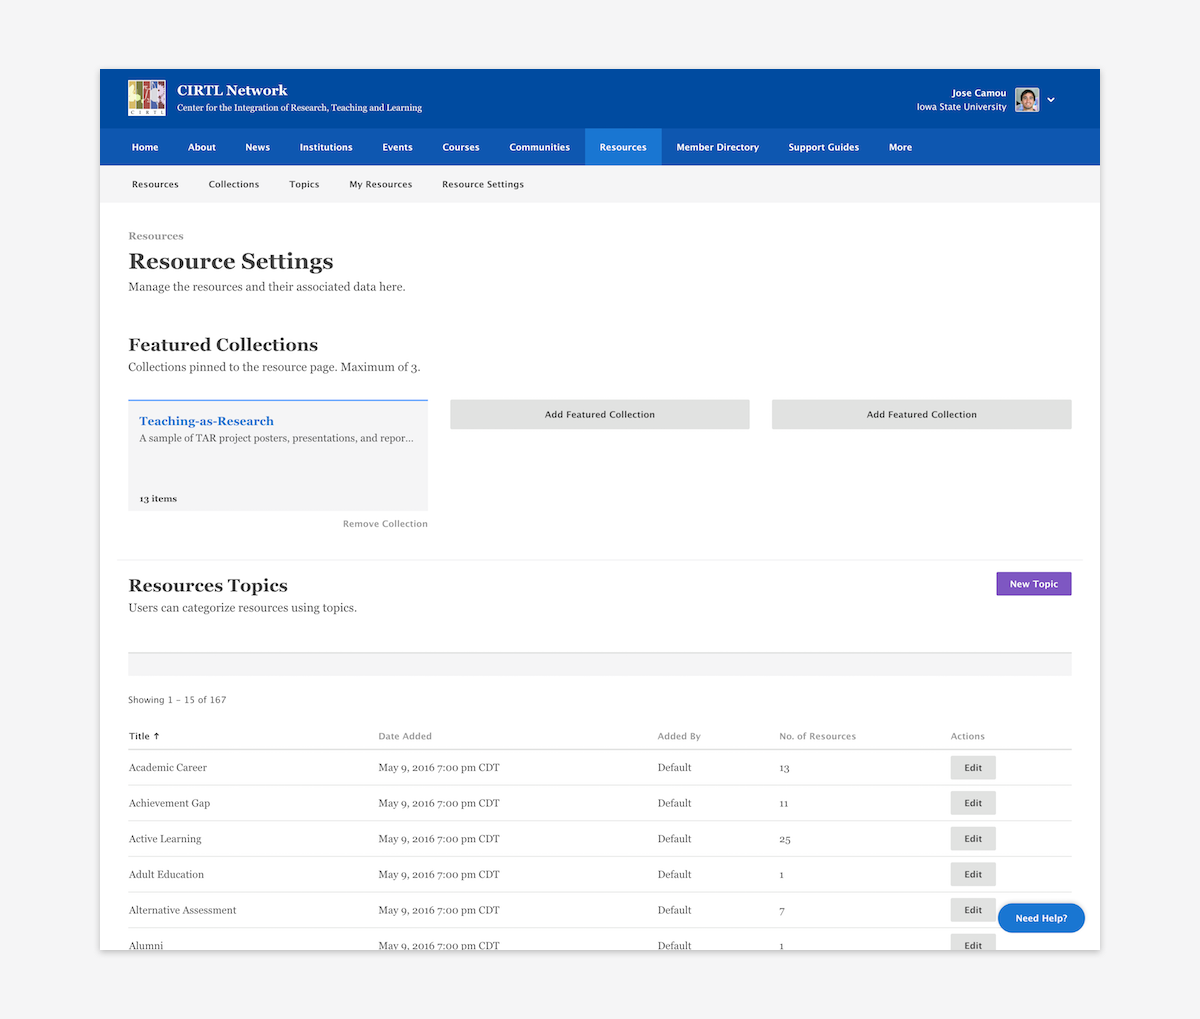 CIRTL
CIRTL Network
Center for the Integration of Research, Teaching and Learning
Jose Camou
Iowa State University
Home About News Institutions Events Courses Communities Resources Member Directory Support Guides More
Resources Collections Topics My Resources Resource Settings
Resources
Resource Settings
Manage the resources and their associated data here.
Featured Collections
Collections pinned to the resource page. Maximum of 3.
Teaching-as-Research
A sample of TAR project posters, presentations, and repor...
13 items
Remove Collection
Add Featured Collection
Add Featured Collection
Resources Topics
New Topic
Users can categorize resources using topics.
Showing 1 – 15 of 167
Title ↑ Date Added Added By No. of Resources Actions
Academic Career May 9, 2016 7:00 pm CDT Default 13 Edit
Achievement Gap May 9, 2016 7:00 pm CDT Default 11 Edit
Active Learning May 9, 2016 7:00 pm CDT Default 25 Edit
Adult Education May 9, 2016 7:00 pm CDT Default 1 Edit
Alternative Assessment May 9, 2016 7:00 pm CDT Default 7 Edit
Need Help?
Alumni May 9, 2016 7:00 pm CDT Default 1 Edit